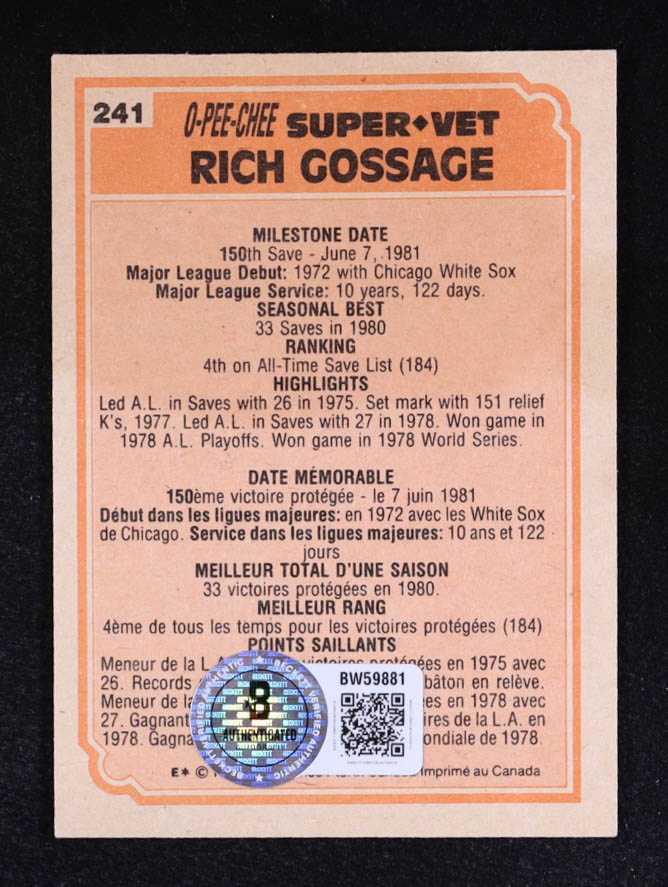 241
O-PEE-CHEE SUPER◆VET
RICH GOSSAGE
MILESTONE DATE
150th Save - June 7, 1981
Major League Debut: 1972 with Chicago White Sox
Major League Service: 10 years, 122 days.
SEASONAL BEST
33 Saves in 1980
RANKING
4th on All-Time Save List (184)
HIGHLIGHTS
Led A.L. in Saves with 26 in 1975. Set mark with 151 relief
K's, 1977. Led A.L. in Saves with 27 in 1978. Won game in
1978 A.L. Playoffs. Won game in 1978 World Series.
DATE MÉMORABLE
150ème victoire protégée - le 7 juin 1981
Début dans les ligues majeures: en 1972 avec les White Sox
de Chicago. Service dans les ligues majeures: 10 ans et 122
jours
MEILLEUR TOTAL D'UNE SAISON
33 victoires protégées en 1980.
MEILLEUR RANG
4ème de tous les temps pour les victoires protégées (184)
POINTS SAILLANTS
Meneur de la L.A. victoires protégées en 1975 avec
26. Records bâton en relève.
Meneur de la en 1978 avec
27. de la L.A. en
1978. 1978.
E* © Imprimé au Canada
BECKETT VERIFIED AUTHENTIC
B
AUTHENTICATED
BW59881